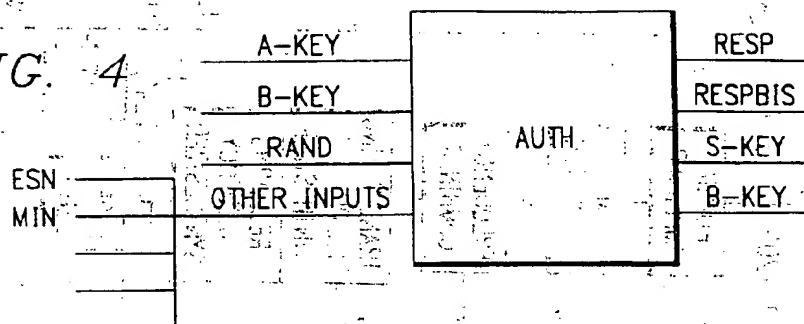 FIG. 4
A-KEY
B-KEY
RAND
OTHER INPUTS
ESN
MIN
AUTH
RESP
RESPBIS
S-KEY
B-KEY